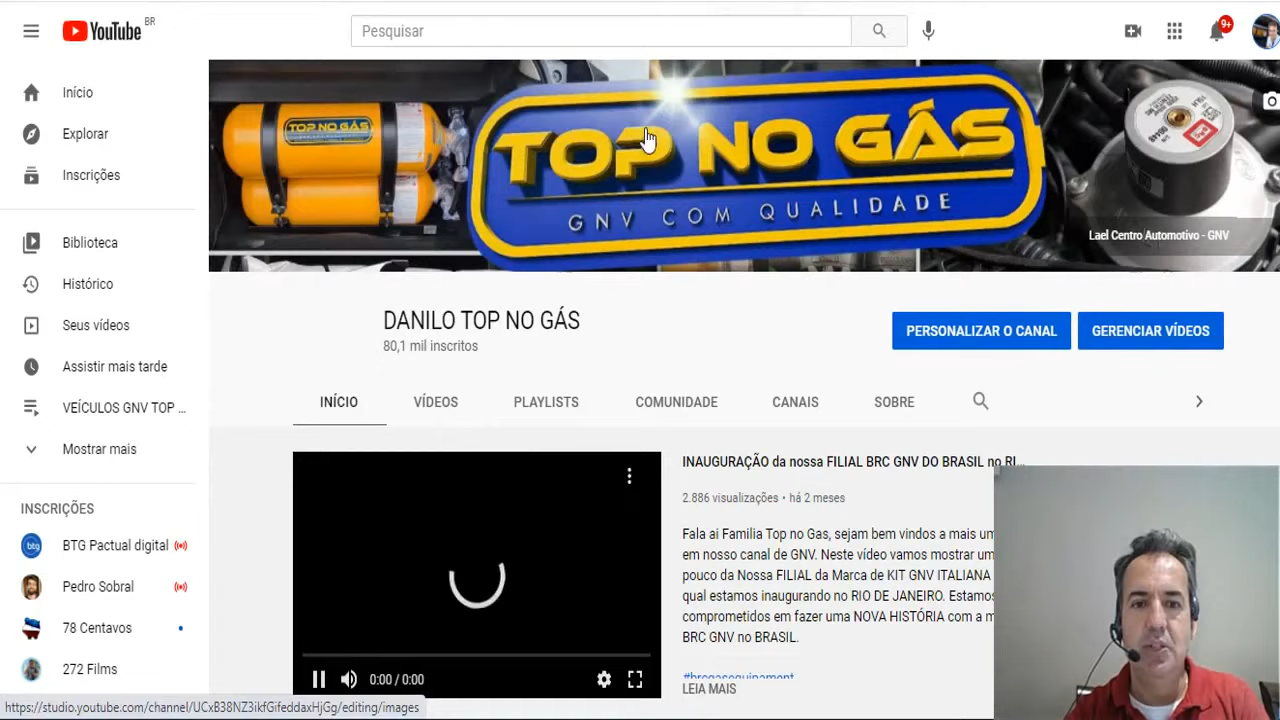 YouTube BR
Pesquisar
9+
Início
Explorar
Inscrições
Biblioteca
Histórico
Seus vídeos
Assistir mais tarde
VEÍCULOS GNV TOP ...
Mostrar mais
INSCRIÇÕES
BTG Pactual digital
btg
Pedro Sobral
78 Centavos
272 Films
TOP NO GÁS
TOP NO GÂS
GNV COM QUALIDADE
Lael Centro Automotivo - GNV
DANILO TOP NO GÁS
80,1 mil inscritos
PERSONALIZAR O CANAL
GERENCIAR VÍDEOS
INÍCIO
VÍDEOS
PLAYLISTS
COMUNIDADE
CANAIS
SOBRE
0:00 / 0:00
INAUGURAÇÃO da nossa FILIAL BRC GNV DO BRASIL no RI...
2.886 visualizações • há 2 meses
Fala ai Familia Top no Gas, sejam bem vindos a mais um
em nosso canal de GNV. Neste vídeo vamos mostrar um
pouco da Nossa FILIAL da Marca de KIT GNV ITALIANA
qual estamos inaugurando no RIO DE JANEIRO. Estamos
comprometidos em fazer uma NOVA HISTÓRIA com a m
BRC GNV no BRASIL.
#brcgasequipament
LEIA MAIS
https://studio.youtube.com/channel/UCxB38NZ3ikfGifeddaxHjGg/editing/images